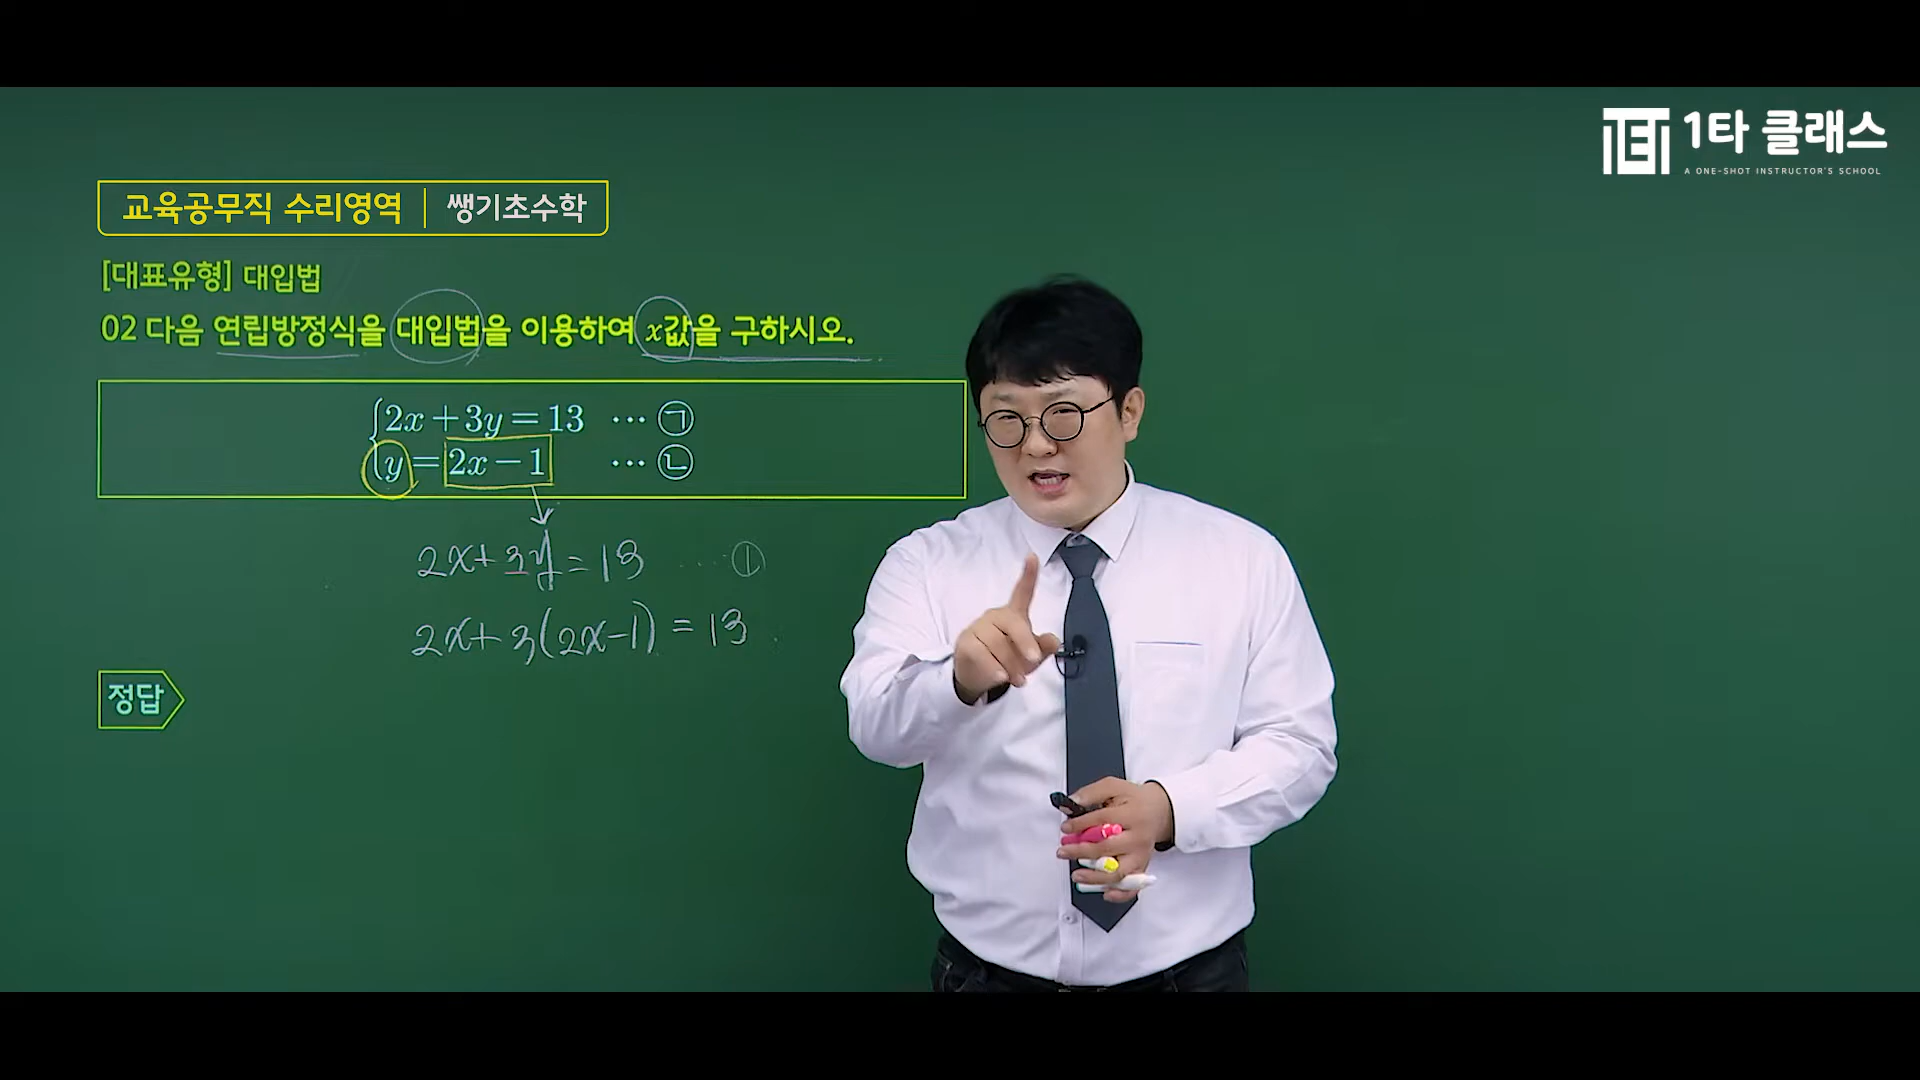 1타 클래스
A ONE-SHOT INSTRUCTOR'S SCHOOL
교육공무직 수리영역 | 쌩기초수학
[대표유형] 대입법
02 다음 연립방정식을 대입법을 이용하여 x값을 구하시오.
2x+3y=13 ⋯ ㉠
y=2x−1 ⋯ ㉡
2x+3y=13 ⋯ ①
2x+3(2x-1)=13
정답